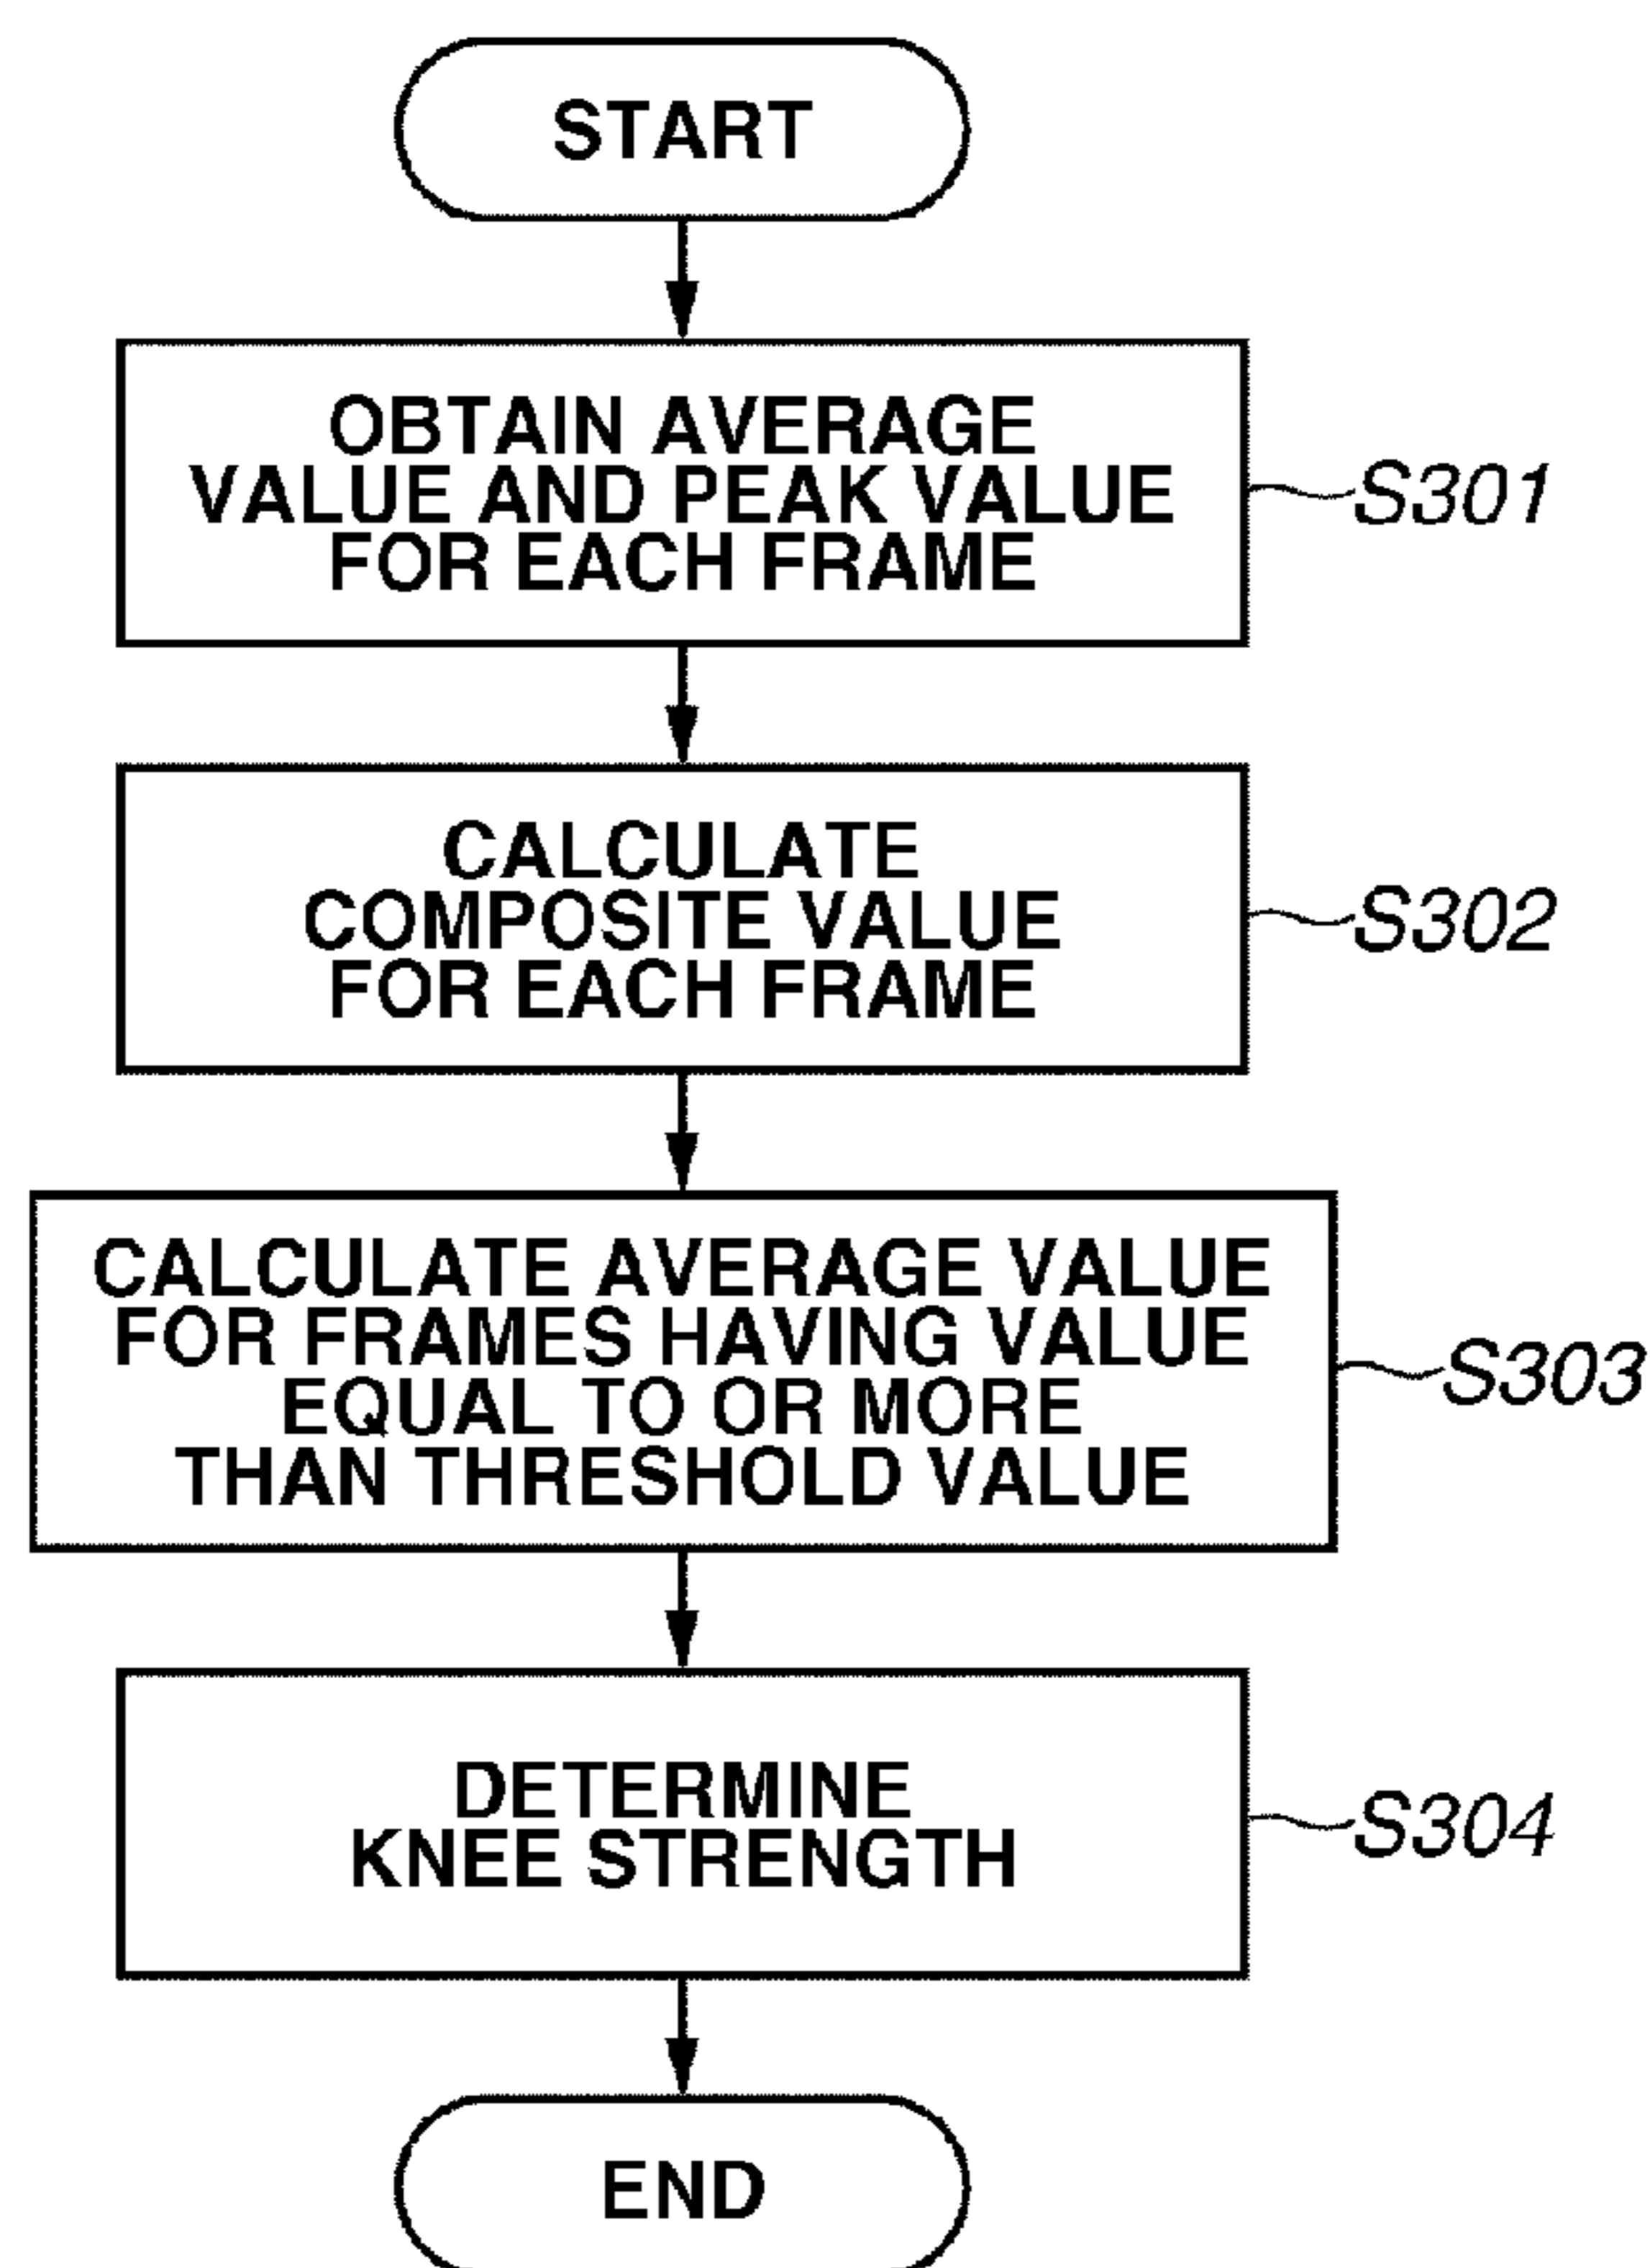 START
OBTAIN AVERAGE
VALUE AND PEAK VALUE
FOR EACH FRAME
S301
CALCULATE
COMPOSITE VALUE
FOR EACH FRAME
S302
CALCULATE AVERAGE VALUE
FOR FRAMES HAVING VALUE
EQUAL TO OR MORE
THAN THRESHOLD VALUE
S303
DETERMINE
KNEE STRENGTH
S304
END